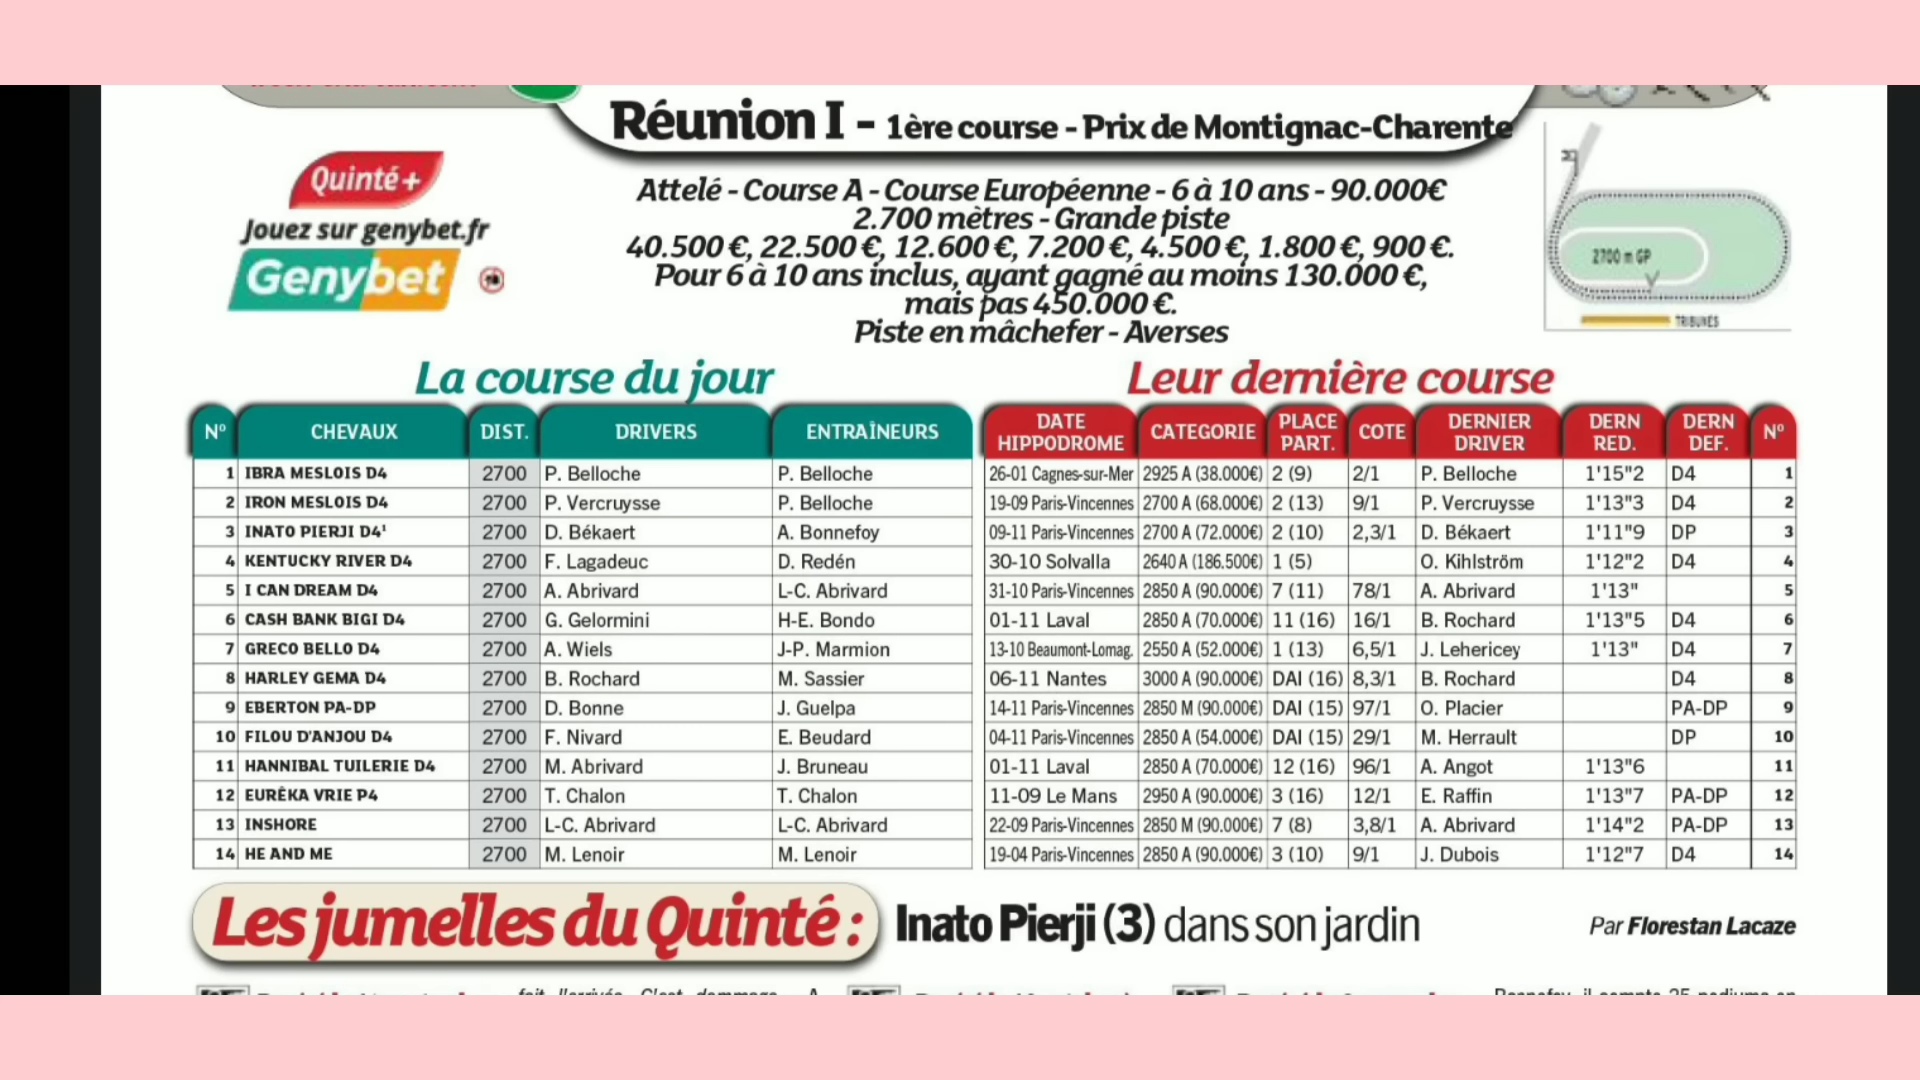 Réunion I - 1ère course - Prix de Montignac-Charente
Quinté+
Jouez sur genybet.fr
Genybet
Attelé - Course A - Course Européenne - 6 à 10 ans - 90.000€
2.700 mètres - Grande piste
40.500 €, 22.500 €, 12.600 €, 7.200 €, 4.500 €, 1.800 €, 900 €.
Pour 6 à 10 ans inclus, ayant gagné au moins 130.000 €,
mais pas 450.000 €.
Piste en mâchefer - Averses
2700 m GP
TRIBUNES
La course du jour
Leur dernière course
N° CHEVAUX DIST. DRIVERS ENTRAÎNEURS DATE HIPPODROME CATEGORIE PLACE PART. COTE DERNIER DRIVER DERN RED. DERN DEF. N°
1 IBRA MESLOIS D4 2700 P. Belloche P. Belloche 26-01 Cagnes-sur-Mer 2925 A (38.000€) 2 (9) 2/1 P. Belloche 1'15"2 D4 1
2 IRON MESLOIS D4 2700 P. Vercruysse P. Belloche 19-09 Paris-Vincennes 2700 A (68.000€) 2 (13) 9/1 P. Vercruysse 1'13"3 D4 2
3 INATO PIERJI D4¹ 2700 D. Békaert A. Bonnefoy 09-11 Paris-Vincennes 2700 A (72.000€) 2 (10) 2,3/1 D. Békaert 1'11"9 DP 3
4 KENTUCKY RIVER D4 2700 F. Lagadeuc D. Redén 30-10 Solvalla 2640 A (186.500€) 1 (5) O. Kihlström 1'12"2 D4 4
5 I CAN DREAM D4 2700 A. Abrivard L-C. Abrivard 31-10 Paris-Vincennes 2850 A (90.000€) 7 (11) 78/1 A. Abrivard 1'13" 5
6 CASH BANK BIGI D4 2700 G. Gelormini H-E. Bondo 01-11 Laval 2850 A (70.000€) 11 (16) 16/1 B. Rochard 1'13"5 D4 6
7 GRECO BELLO D4 2700 A. Wiels J-P. Marmion 13-10 Beaumont-Lomag. 2550 A (52.000€) 1 (13) 6,5/1 J. Lehericey 1'13" D4 7
8 HARLEY GEMA D4 2700 B. Rochard M. Sassier 06-11 Nantes 3000 A (90.000€) DAI (16) 8,3/1 B. Rochard D4 8
9 EBERTON PA-DP 2700 D. Bonne J. Guelpa 14-11 Paris-Vincennes 2850 M (90.000€) DAI (15) 97/1 O. Placier PA-DP 9
10 FILOU D'ANJOU D4 2700 F. Nivard E. Beudard 04-11 Paris-Vincennes 2850 A (54.000€) DAI (15) 29/1 M. Herrault DP 10
11 HANNIBAL TUILERIE D4 2700 M. Abrivard J. Bruneau 01-11 Laval 2850 A (70.000€) 12 (16) 96/1 A. Angot 1'13"6 11
12 EURÊKA VRIE P4 2700 T. Chalon T. Chalon 11-09 Le Mans 2950 A (90.000€) 3 (16) 12/1 E. Raffin 1'13"7 PA-DP 12
13 INSHORE 2700 L-C. Abrivard L-C. Abrivard 22-09 Paris-Vincennes 2850 M (90.000€) 7 (8) 3,8/1 A. Abrivard 1'14"2 PA-DP 13
14 HE AND ME 2700 M. Lenoir M. Lenoir 19-04 Paris-Vincennes 2850 A (90.000€) 3 (10) 9/1 J. Dubois 1'12"7 D4 14
Les jumelles du Quinté : Inato Pierji (3) dans son jardin
Par Florestan Lacaze